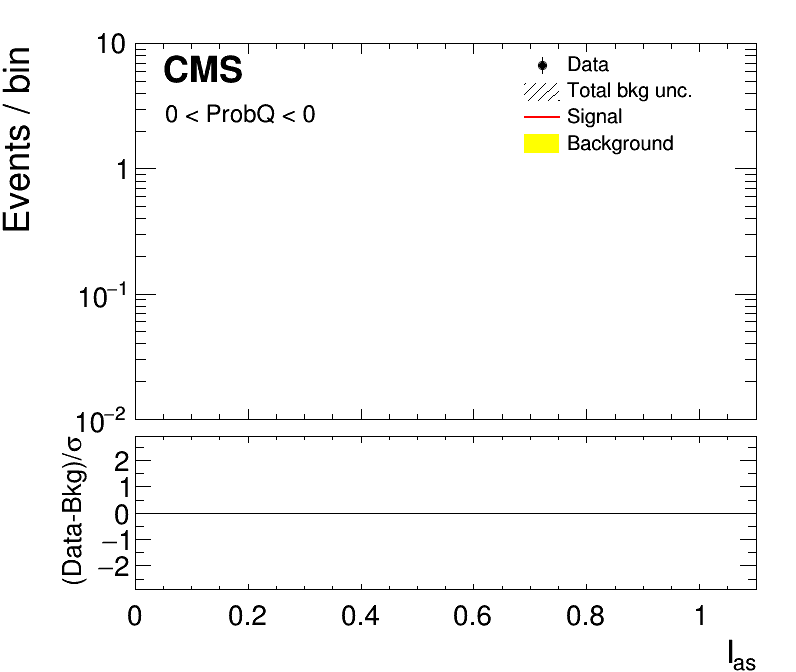 Events / bin
10
1
10⁻¹
10⁻²
CMS
0 < ProbQ < 0
Data
Total bkg unc.
Signal
Background
(Data-Bkg)/σ
2
1
0
−1
−2
0 0.2 0.4 0.6 0.8 1
I_as